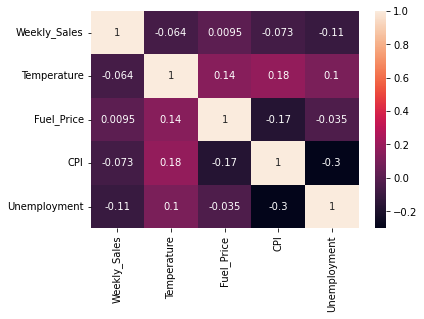 Weekly_Sales 1 -0.064 0.0095 -0.073 -0.11
Temperature -0.064 1 0.14 0.18 0.1
Fuel_Price 0.0095 0.14 1 -0.17 -0.035
CPI -0.073 0.18 -0.17 1 -0.3
Unemployment -0.11 0.1 -0.035 -0.3 1
Weekly_Sales
Temperature
Fuel_Price
CPI
Unemployment
1.0
0.8
0.6
0.4
0.2
0.0
−0.2